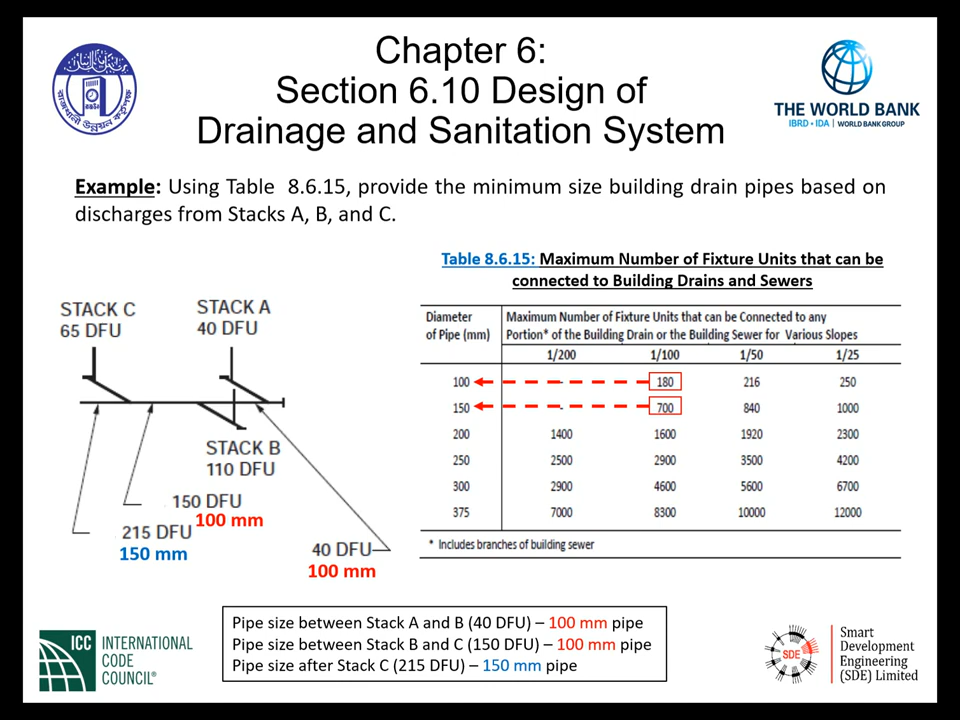 Chapter 6:
Section 6.10 Design of
Drainage and Sanitation System
THE WORLD BANK
IBRD • IDA | WORLD BANK GROUP
Example: Using Table 8.6.15, provide the minimum size building drain pipes based on
discharges from Stacks A, B, and C.
STACK C
65 DFU
STACK A
40 DFU
STACK B
110 DFU
150 DFU
100 mm
215 DFU
150 mm
40 DFU
100 mm
Table 8.6.15: Maximum Number of Fixture Units that can be
connected to Building Drains and Sewers
Diameter
of Pipe (mm)
Maximum Number of Fixture Units that can be Connected to any
Portion* of the Building Drain or the Building Sewer for Various Slopes
1/200 1/100 1/50 1/25
100 - 180 216 250
150 - 700 840 1000
200 1400 1600 1920 2300
250 2500 2900 3500 4200
300 2900 4600 5600 6700
375 7000 8300 10000 12000
* Includes branches of building sewer
Pipe size between Stack A and B (40 DFU) – 100 mm pipe
Pipe size between Stack B and C (150 DFU) – 100 mm pipe
Pipe size after Stack C (215 DFU) – 150 mm pipe
ICC INTERNATIONAL
CODE
COUNCIL®
SDE
Smart
Development
Engineering
(SDE) Limited